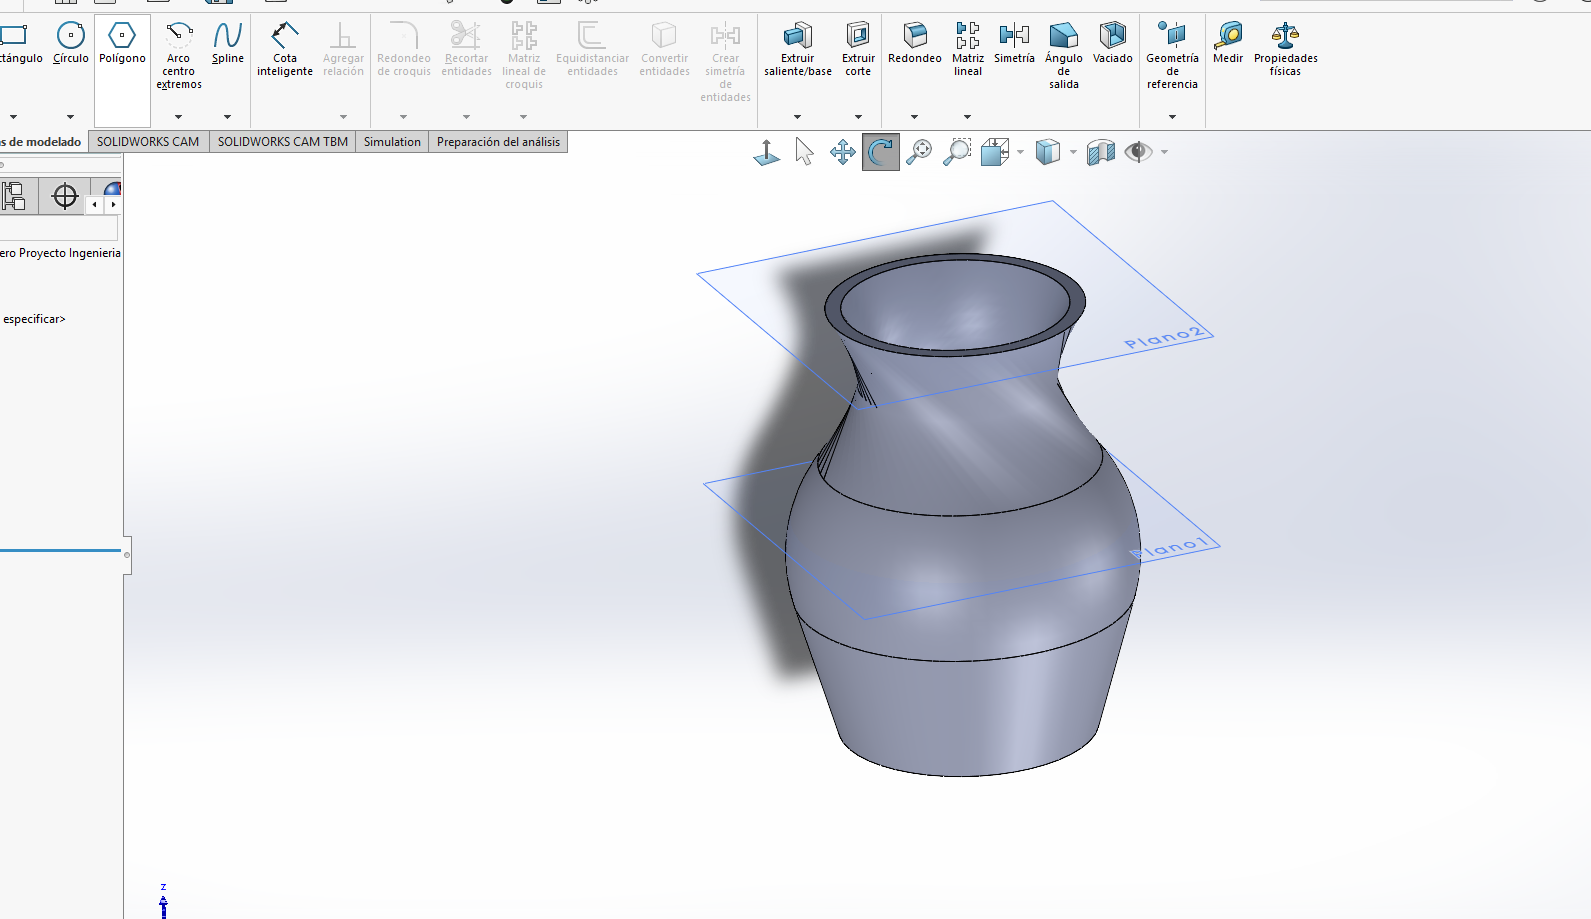 ctángulo
Círculo
Polígono
Arco
centro
extremos
Spline
Cota
inteligente
Agregar
relación
Redondeo
de croquis
Recortar
entidades
Matriz
lineal de
croquis
Equidistanciar
entidades
Convertir
entidades
Crear
simetría
de
entidades
Extruir
saliente/base
Extruir
corte
Redondeo
Matriz
lineal
Simetría
Ángulo
de
salida
Vaciado
Geometría
de
referencia
Medir
Propiedades
físicas
s de modelado
SOLIDWORKS CAM
SOLIDWORKS CAM TBM
Simulation
Preparación del análisis
ero Proyecto Ingenieria
especificar>
Plano2
Plano1
z